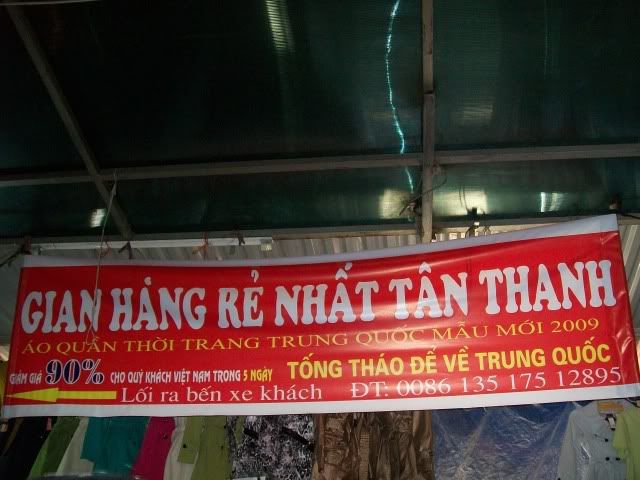 GIAN HÀNG RẺ NHẤT TÂN THANH
ÁO QUẦN THỜI TRANG TRUNG QUỐC MẪU MỚI 2009
GIẢM GIÁ 90% CHO QUÝ KHÁCH VIỆT NAM TRONG 5 NGÀY TỐNG THÁO ĐỂ VỀ TRUNG QUỐC
Lối ra bến xe khách ĐT: 0086 135 175 12895